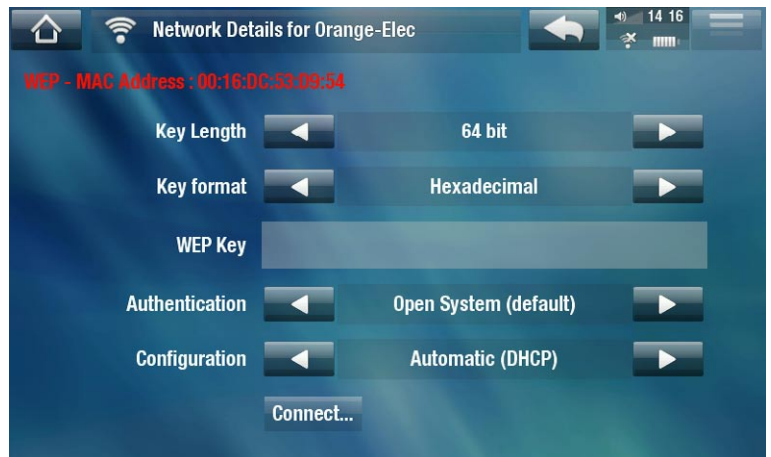 Network Details for Orange-Elec
14 16
WEP - MAC Address : 00:16:DC:53:D9:54
Key Length 64 bit
Key format Hexadecimal
WEP Key
Authentication Open System (default)
Configuration Automatic (DHCP)
Connect...